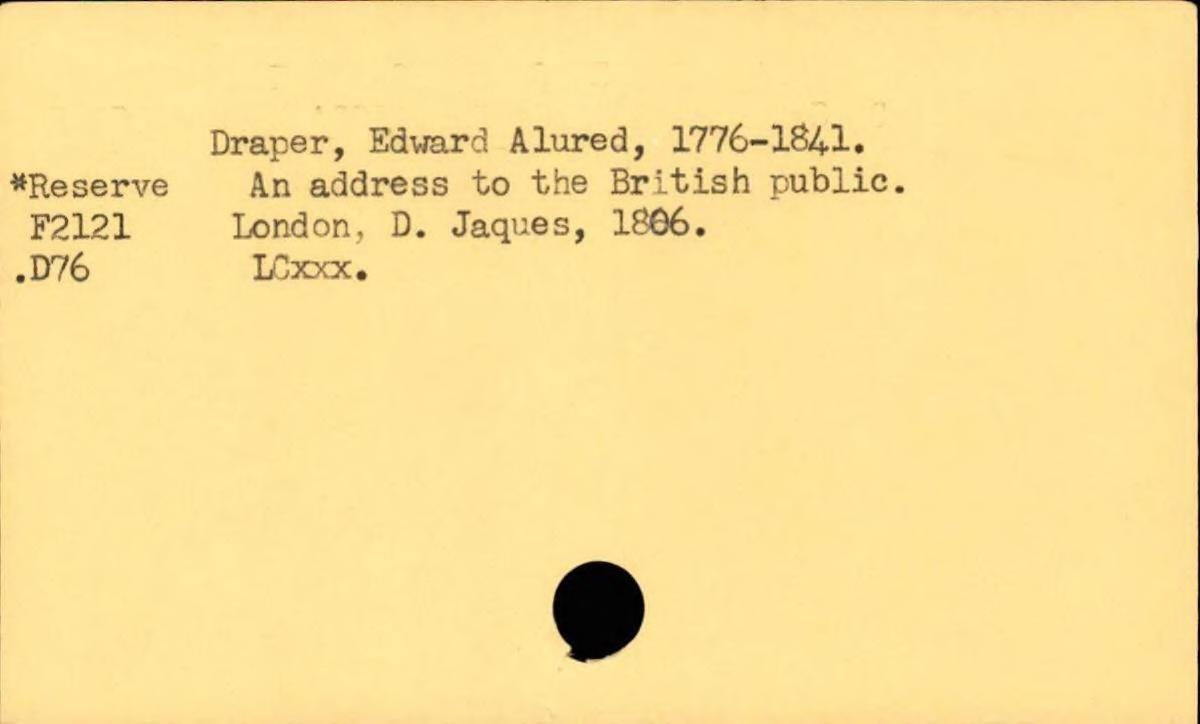 Draper, Edward Alured, 1776-1841.
*Reserve An address to the British public.
F2121 London, D. Jaques, 1806.
.D76 LCxxx.